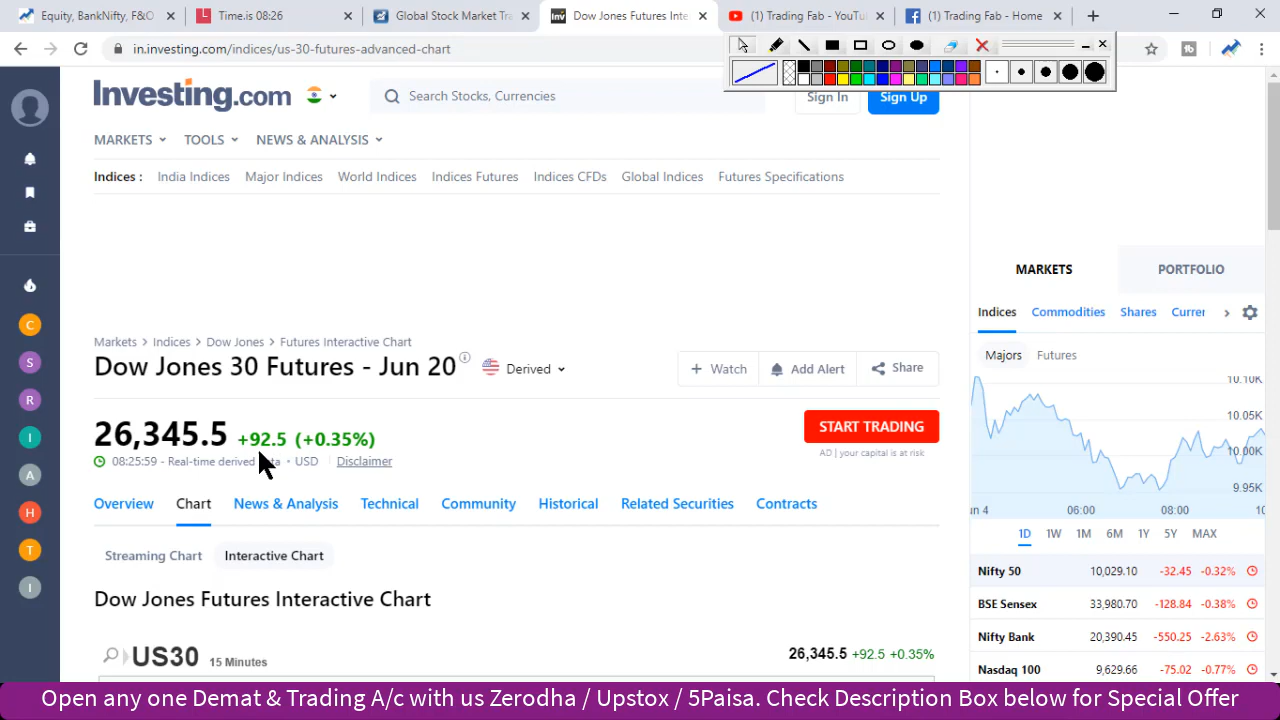 Equity, BankNifty, F&O
Time.is 08:26
Global Stock Market Tra
Dow Jones Futures Inte
(1) Trading Fab - YouTu
(1) Trading Fab - Home
in.investing.com/indices/us-30-futures-advanced-chart
Investing.com
Search Stocks, Currencies
Sign In
Sign Up
MARKETS
TOOLS
NEWS & ANALYSIS
Indices :
India Indices
Major Indices
World Indices
Indices Futures
Indices CFDs
Global Indices
Futures Specifications
Markets
Indices
Dow Jones
Futures Interactive Chart
Dow Jones 30 Futures - Jun 20
Derived
+ Watch
Add Alert
Share
26,345.5 +92.5 (+0.35%)
START TRADING
AD | your capital is at risk
08:25:59 - Real-time derived
• USD
Disclaimer
Overview
Chart
News & Analysis
Technical
Community
Historical
Related Securities
Contracts
Streaming Chart
Interactive Chart
Dow Jones Futures Interactive Chart
US30 15 Minutes
26,345.5 +92.5 +0.35%
MARKETS
PORTFOLIO
Indices
Commodities
Shares
Currer
Majors
Futures
10.10K
10.05K
10.00K
9.95K
un 4
06:00
08:00
10
1D
1W
1M
6M
1Y
5Y
MAX
Nifty 50 10,029.10 -32.45 -0.32%
BSE Sensex 33,980.70 -128.84 -0.38%
Nifty Bank 20,390.45 -550.25 -2.63%
Nasdaq 100 9,629.66 -75.02 -0.77%
C
S
R
I
A
H
T
I
Open any one Demat & Trading A/c with us Zerodha / Upstox / 5Paisa. Check Description Box below for Special Offer